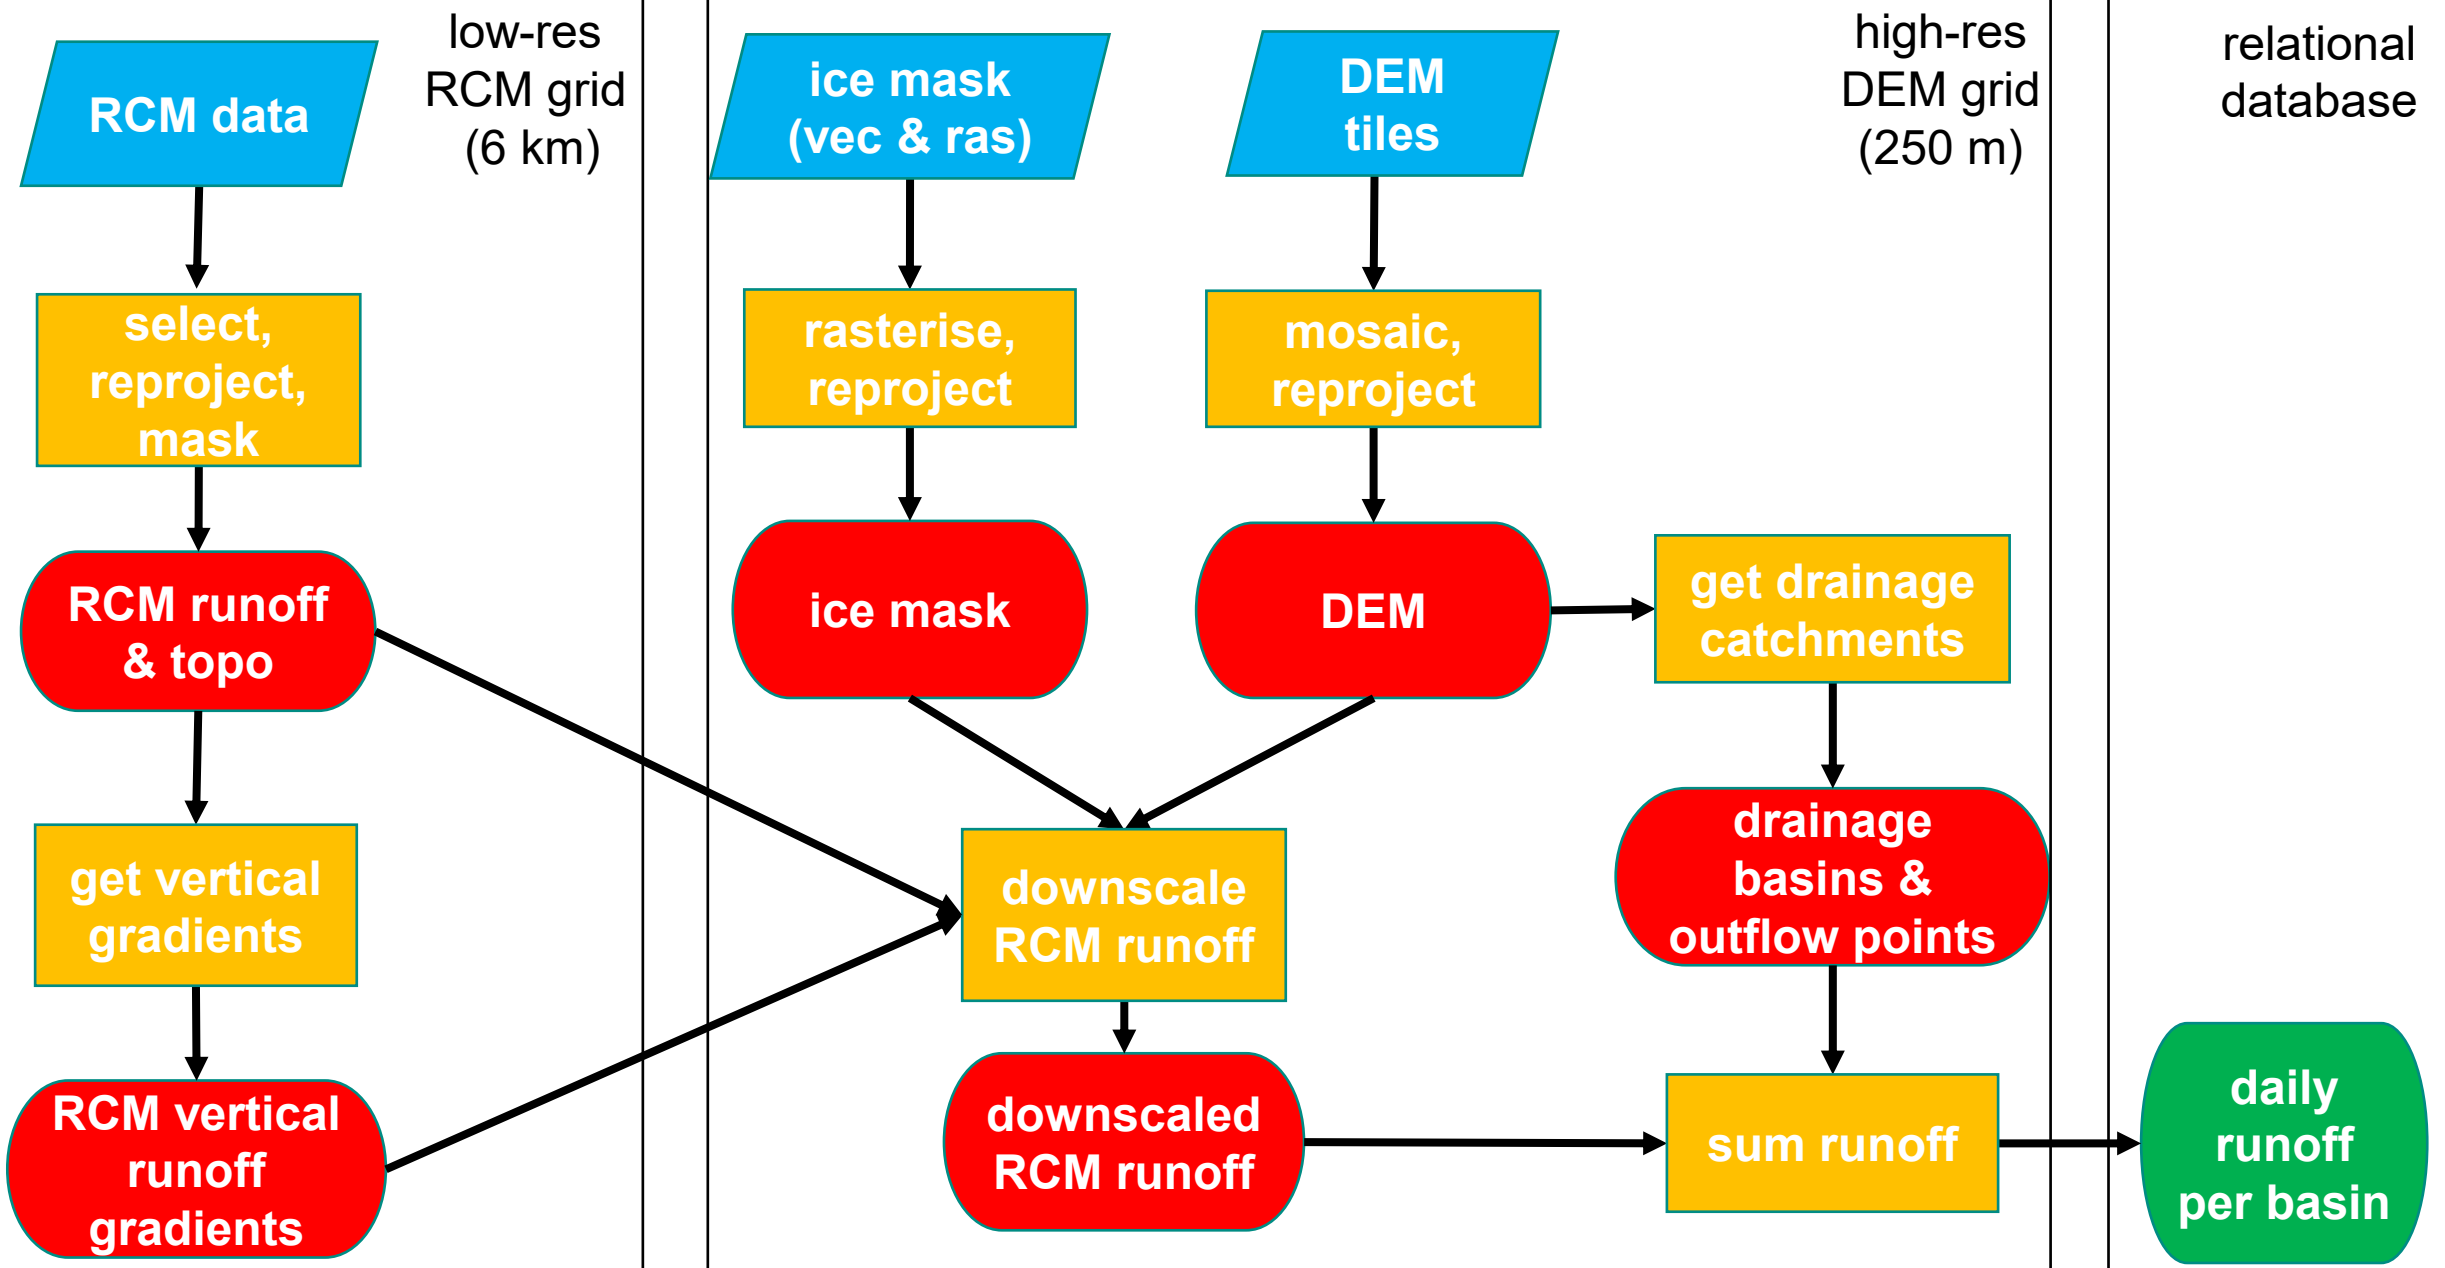 RCM data
low-res
RCM grid
(6 km)
select,
reproject,
mask
RCM runoff
& topo
get vertical
gradients
RCM vertical
runoff
gradients
ice mask
(vec & ras)
DEM
tiles
high-res
DEM grid
(250 m)
rasterise,
reproject
mosaic,
reproject
ice mask
DEM
get drainage
catchments
downscale
RCM runoff
drainage
basins &
outflow points
downscaled
RCM runoff
sum runoff
relational
database
daily
runoff
per basin